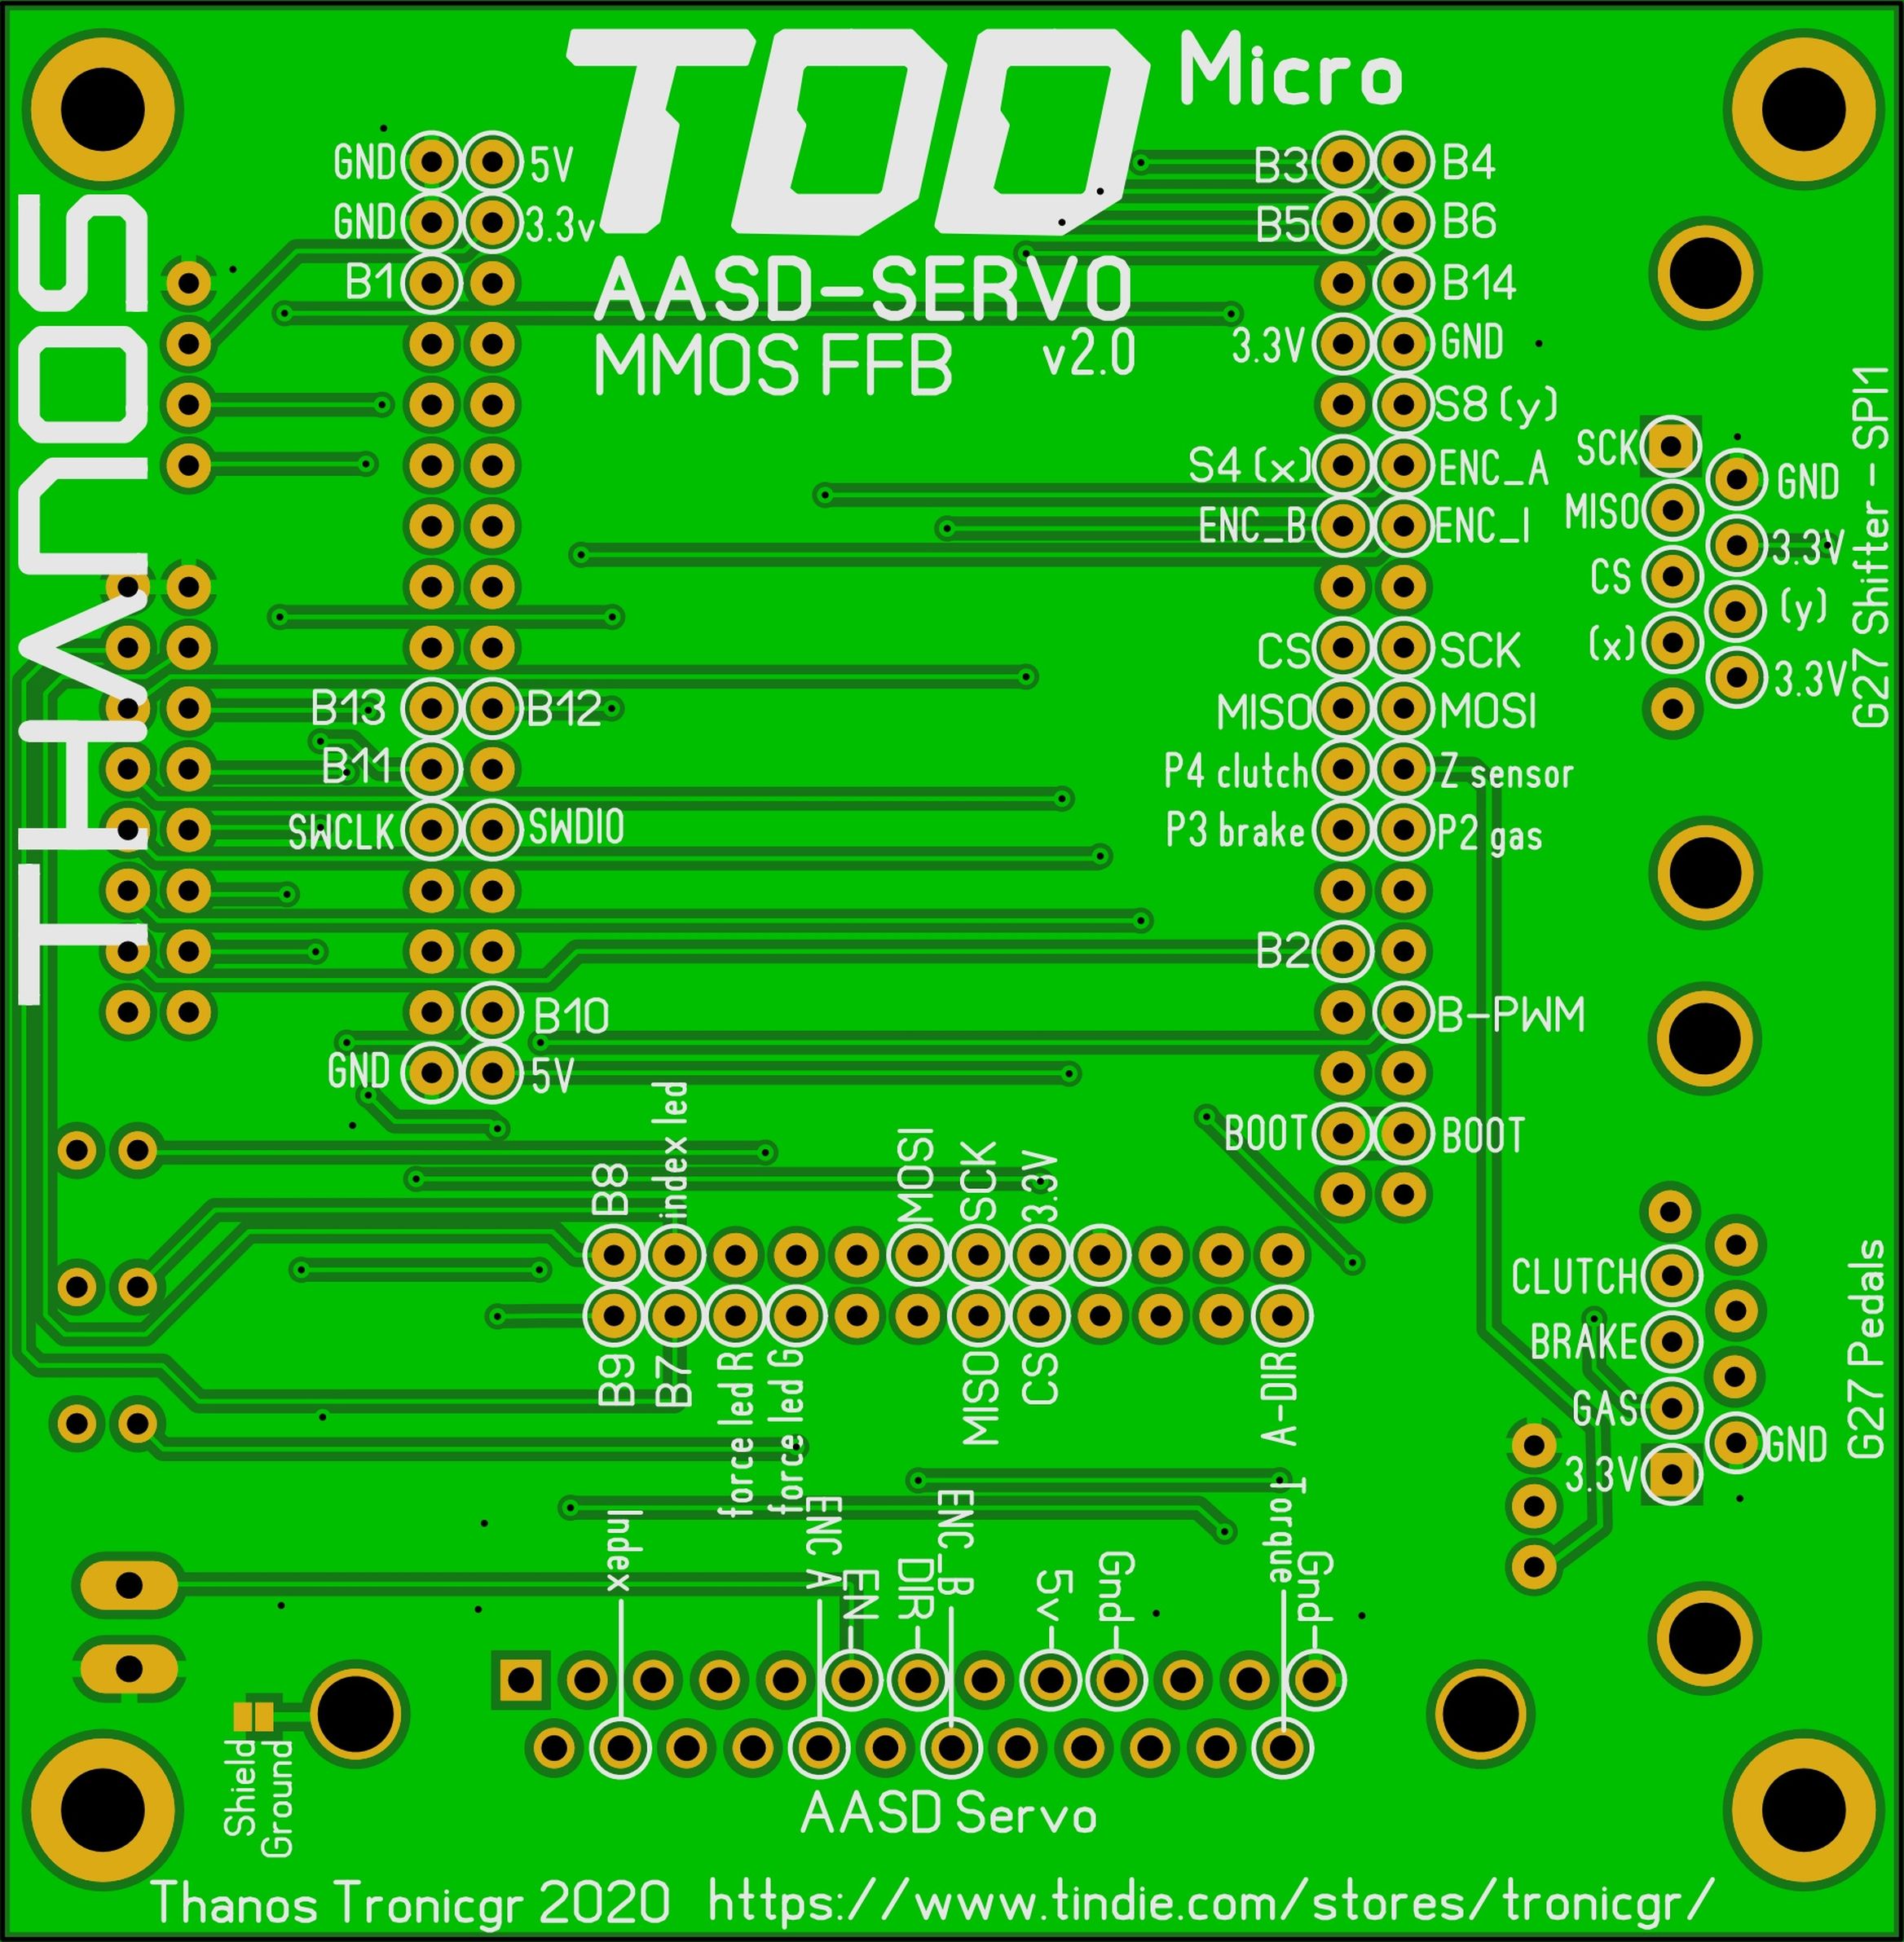 TOO Micro
AASD-SERVO
MMOS FFB v2.0
THANOS
GND 5V
GND 3.3v
B1
B13 B12
B11
SWCLK SWDIO
B10
GND 5V
B3 B4
B5 B6
B14
3.3V GND
S8 (y)
S4 (x) ENC_A
ENC_B ENC_I
CS SCK
MISO MOSI
P4 clutch Z sensor
P3 brake P2 gas
B2
B-PWM
BOOT BOOT
SCK GND
MISO 3.3V
CS (y)
(x) 3.3V
G27 Shifter - SPI1
B8 index led MOSI SCK 3.3V
B9 B7 force led R force led G MISO CS A-DIR
CLUTCH
BRAKE
GAS GND
3.3V
G27 Pedals
Index ENC_A EN DIR ENC_B 5v Gnd Torque Gnd
AASD Servo
Shield
Ground
Thanos Tronicgr 2020 https://www.tindie.com/stores/tronicgr/